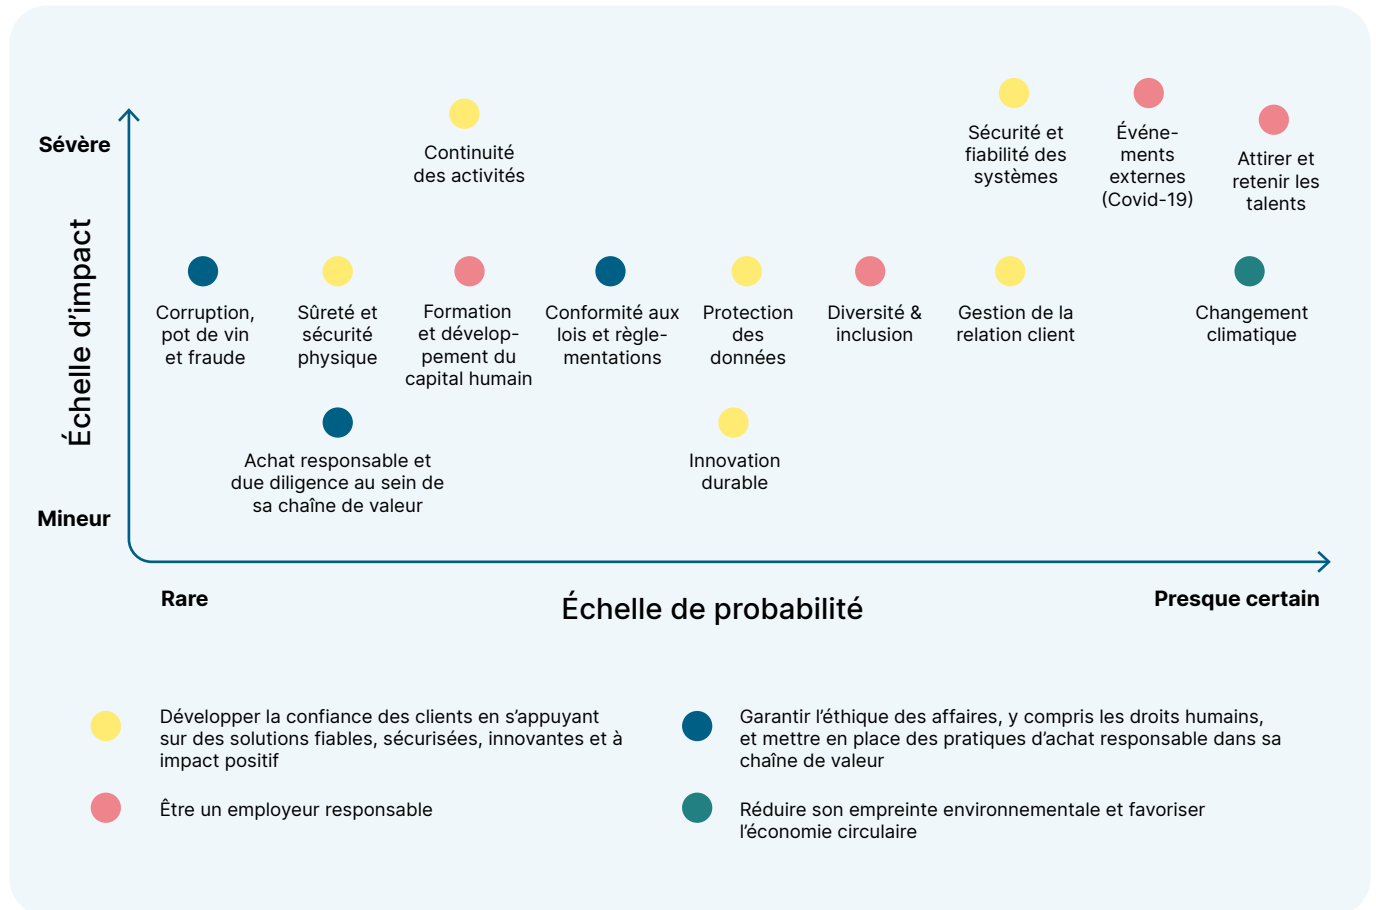 Sévère
Échelle d'impact
Mineur
Continuité
des activités
Sécurité et
fiabilité des
systèmes
Événe-
ments
externes
(Covid-19)
Attirer et
retenir les
talents
Corruption,
pot de vin
et fraude
Sûreté et
sécurité
physique
Formation
et dévelop-
pement du
capital humain
Conformité aux
lois et règle-
mentations
Protection
des
données
Diversité &
inclusion
Gestion de la
relation client
Changement
climatique
Achat responsable et
due diligence au sein de
sa chaîne de valeur
Innovation
durable
Rare
Échelle de probabilité
Presque certain
Développer la confiance des clients en s'appuyant
sur des solutions fiables, sécurisées, innovantes et à
impact positif
Être un employeur responsable
Garantir l'éthique des affaires, y compris les droits humains,
et mettre en place des pratiques d'achat responsable dans sa
chaîne de valeur
Réduire son empreinte environnementale et favoriser
l'économie circulaire